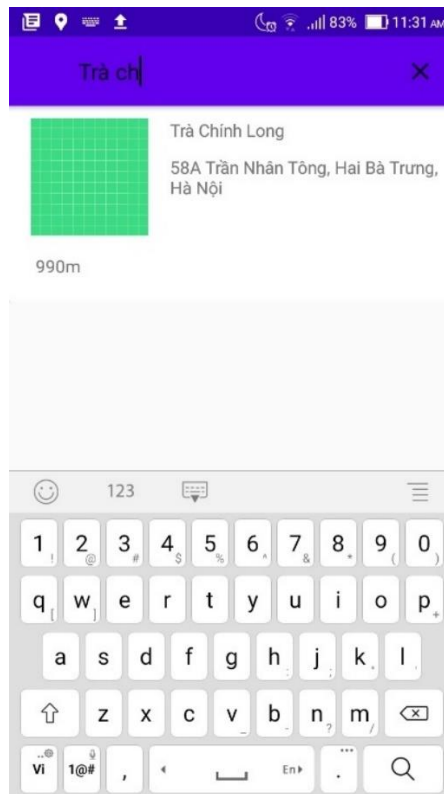 83% 11:31 AM
Trà ch
Trà Chính Long
58A Trần Nhân Tông, Hai Bà Trưng,
Hà Nội
990m
123
1 ! 2 @ 3 # 4 $ 5 % 6 ^ 7 & 8 * 9 ( 0 )
q [ w ] e r t y u i o p +
a s d f g h : j ; k , l '
z x c v _ b - n ? m /
Vi 1@# , En . ...